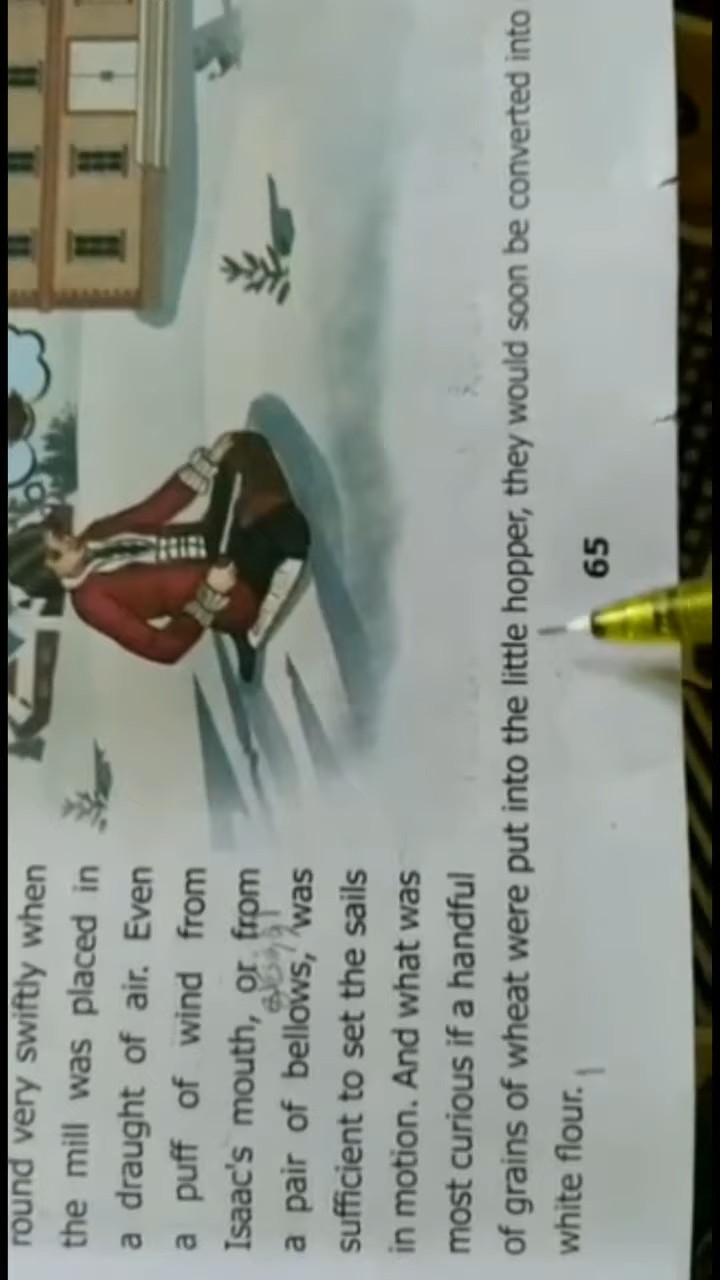 round very swiftly when
the mill was placed in
a draught of air. Even
a puff of wind from
Isaac's mouth, or from
a pair of bellows, was
sufficient to set the sails
in motion. And what was
most curious if a handful
of grains of wheat were put into the little hopper, they would soon be converted into
white flour.
65